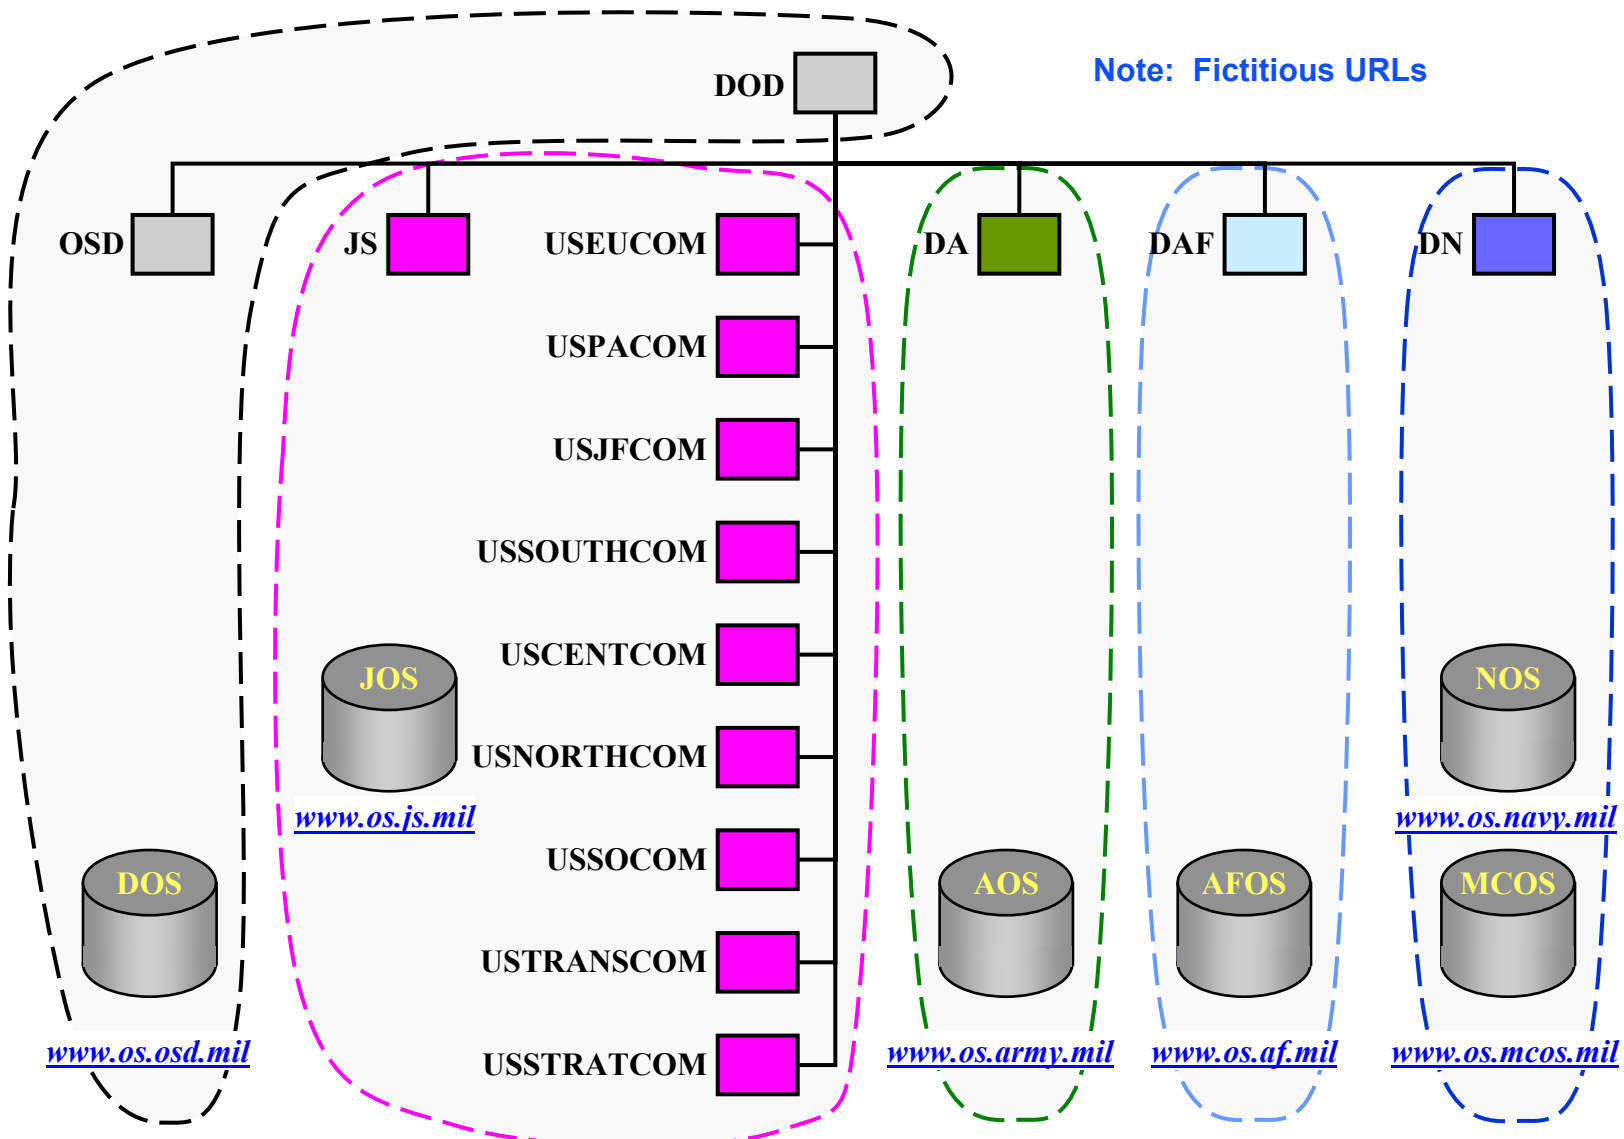 DOD
Note: Fictitious URLs
OSD
JS
USEUCOM
DA
DAF
DN
USPACOM
USJFCOM
USSOUTHCOM
USCENTCOM
JOS
NOS
USNORTHCOM
www.os.js.mil
www.os.navy.mil
USSOCOM
DOS
AOS
AFOS
MCOS
USTRANSCOM
www.os.osd.mil
USSTRATCOM
www.os.army.mil
www.os.af.mil
www.os.mcos.mil